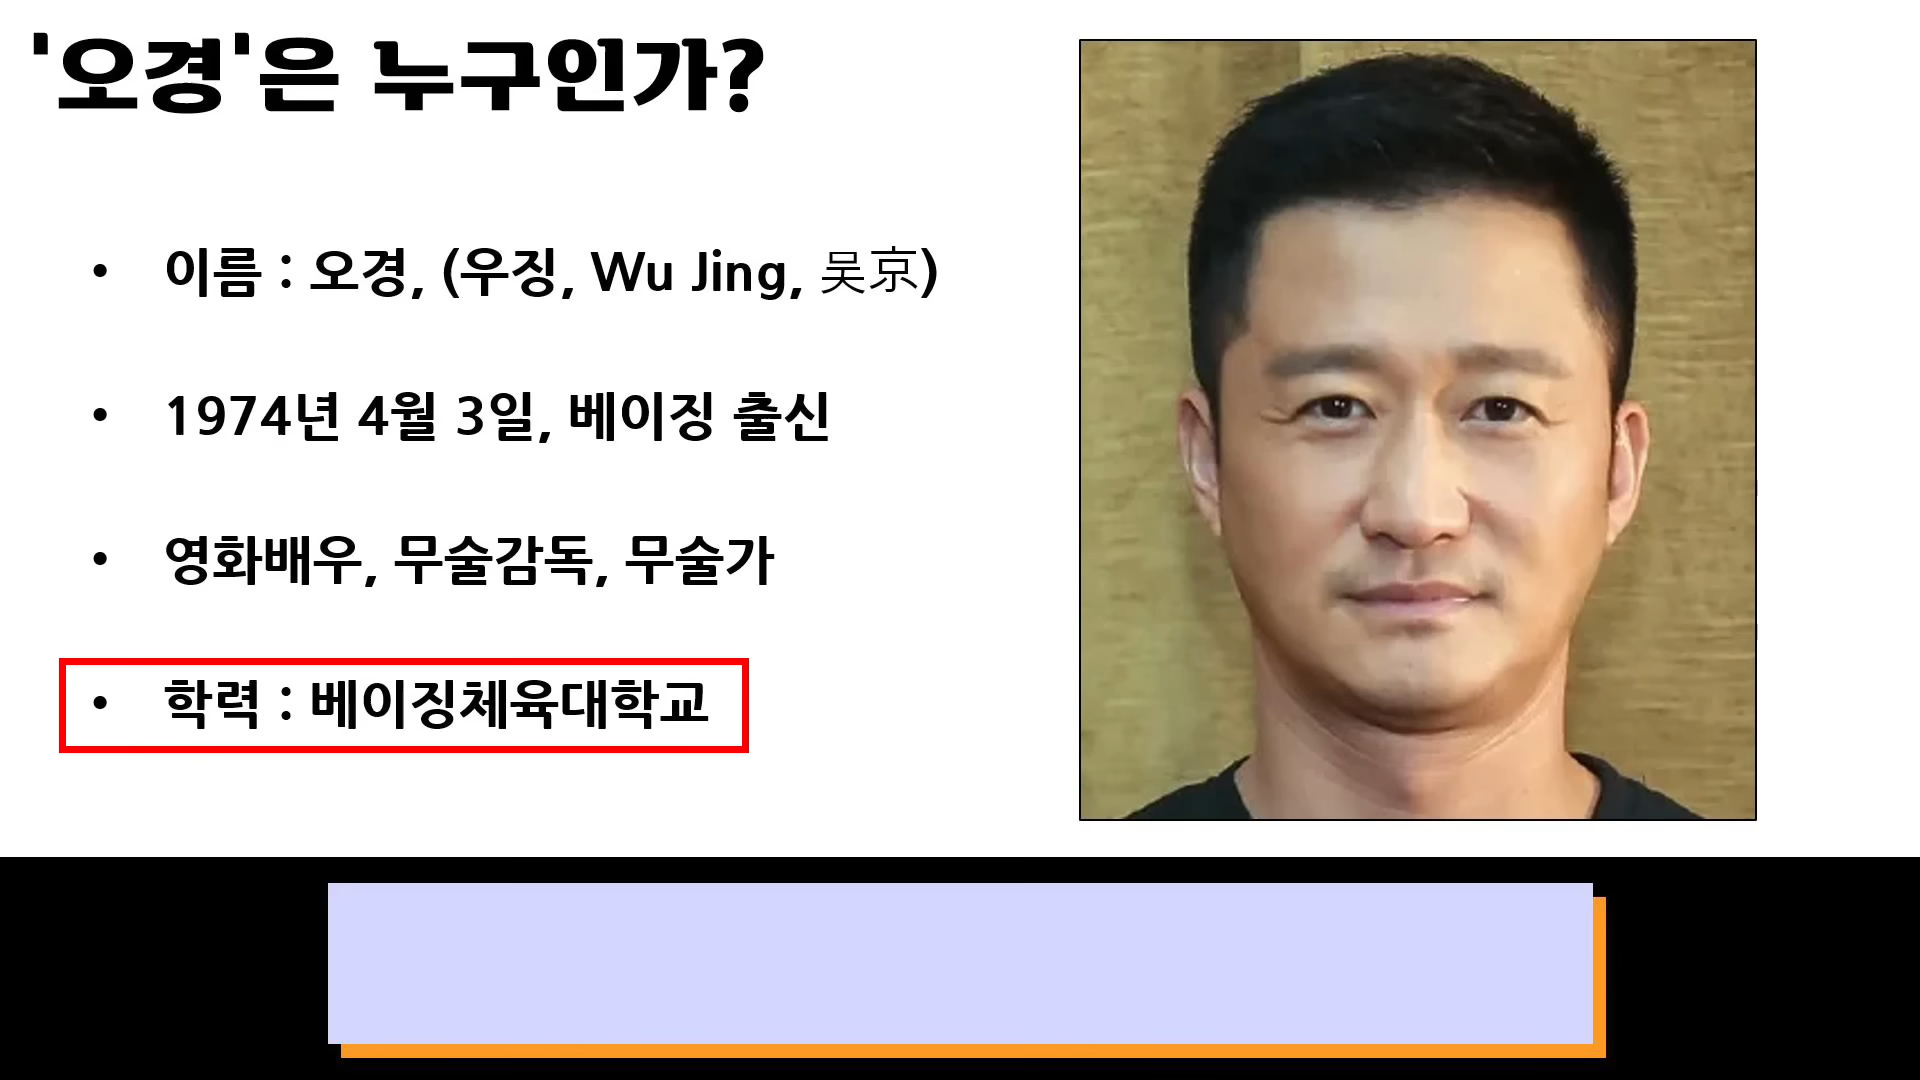 '오경'은 누구인가?
• 이름 : 오경, (우징, Wu Jing, 吴京)
• 1974년 4월 3일, 베이징 출신
• 영화배우, 무술감독, 무술가
• 학력 : 베이징체육대학교